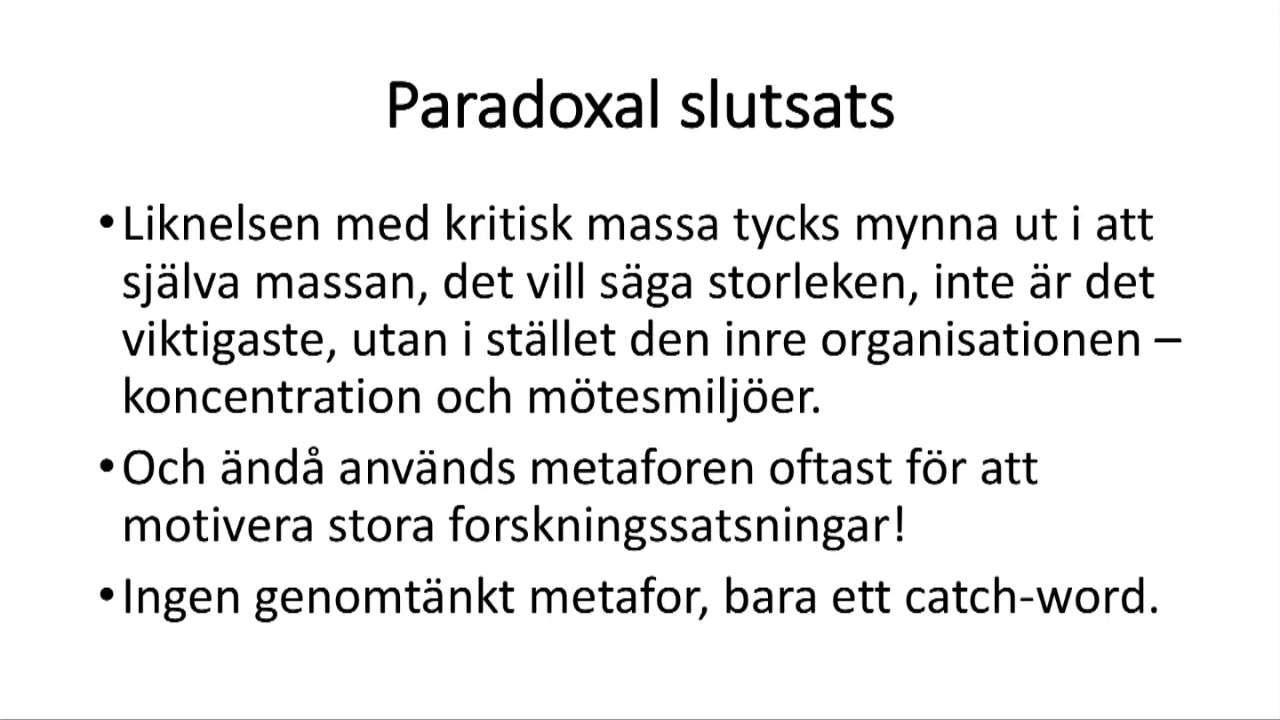 Paradoxal slutsats
•Liknelsen med kritisk massa tycks mynna ut i att
själva massan, det vill säga storleken, inte är det
viktigaste, utan i stället den inre organisationen –
koncentration och mötesmiljöer.
•Och ändå används metaforen oftast för att
motivera stora forskningssatsningar!
•Ingen genomtänkt metafor, bara ett catch-word.